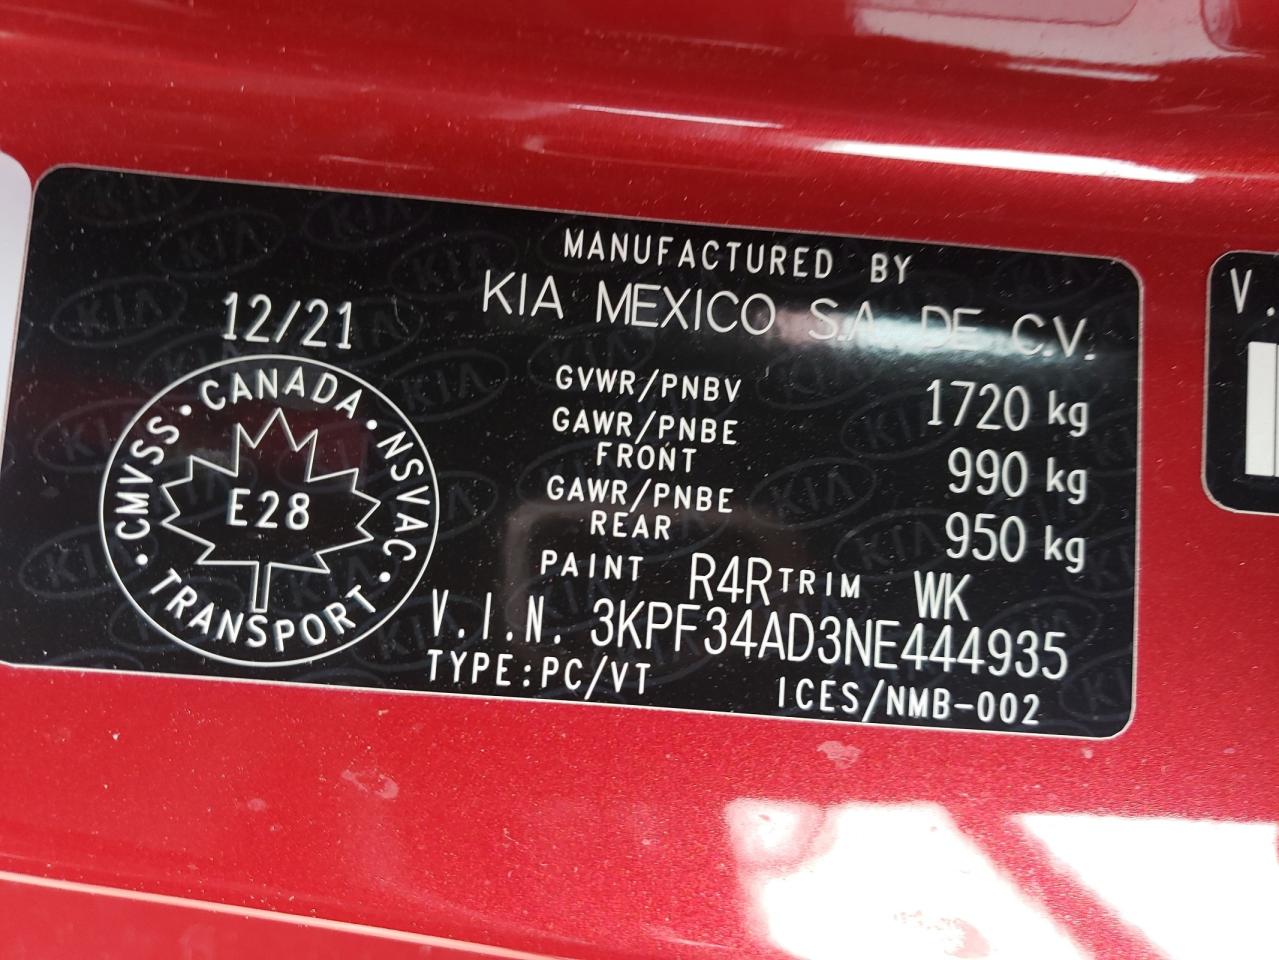 MANUFACTURED BY
KIA MEXICO S.A. DE C.V.
12/21
GVWR/PNBV 1720 kg
GAWR/PNBE FRONT 990 kg
GAWR/PNBE REAR 950 kg
PAINT R4R TRIM WK
V.I.N. 3KPF34AD3NE444935
TYPE:PC/VT ICES/NMB-002
CANADA · NSVAC · TRANSPORT · CMVSS ·
E28
V.